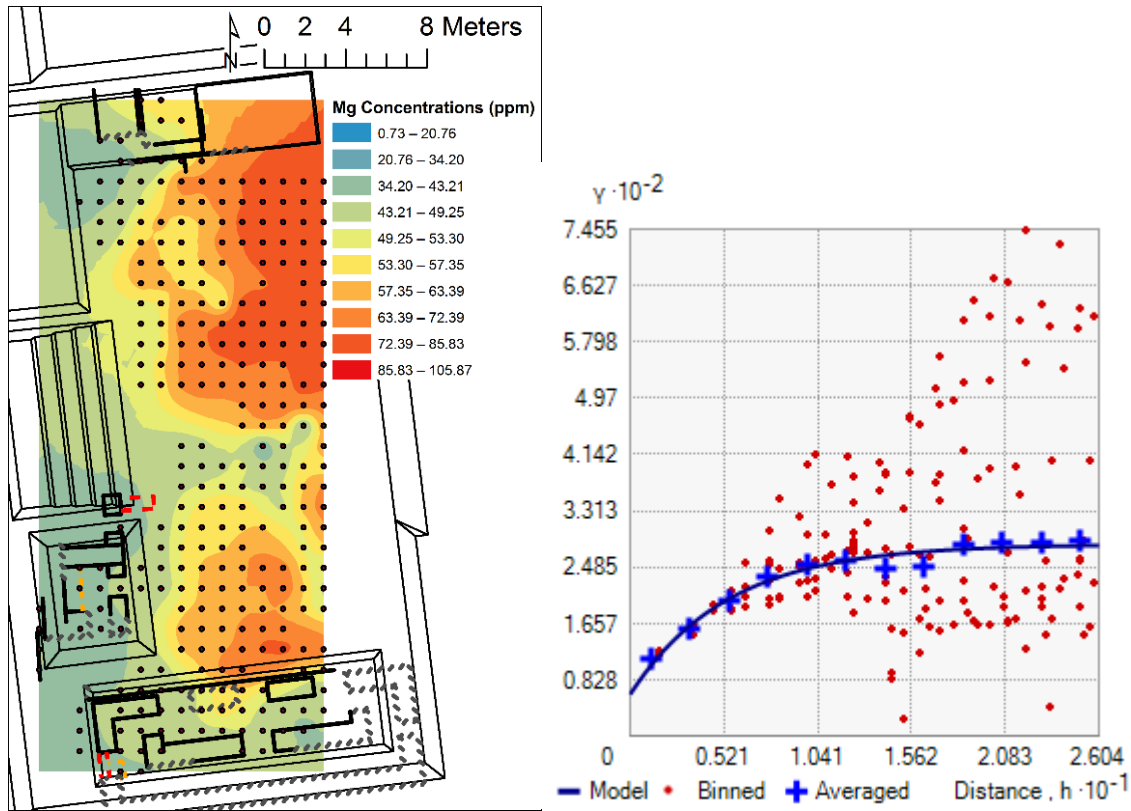 0 2 4 8 Meters
N
Mg Concentrations (ppm)
0.73 – 20.76
20.76 – 34.20
34.20 – 43.21
43.21 – 49.25
49.25 – 53.30
53.30 – 57.35
57.35 – 63.39
63.39 – 72.39
72.39 – 85.83
85.83 – 105.87
γ ·10-2
7.455
6.627
5.798
4.97
4.142
3.313
2.485
1.657
0.828
0 0.521 1.041 1.562 2.083 2.604
Model Binned Averaged Distance , h ·10-1